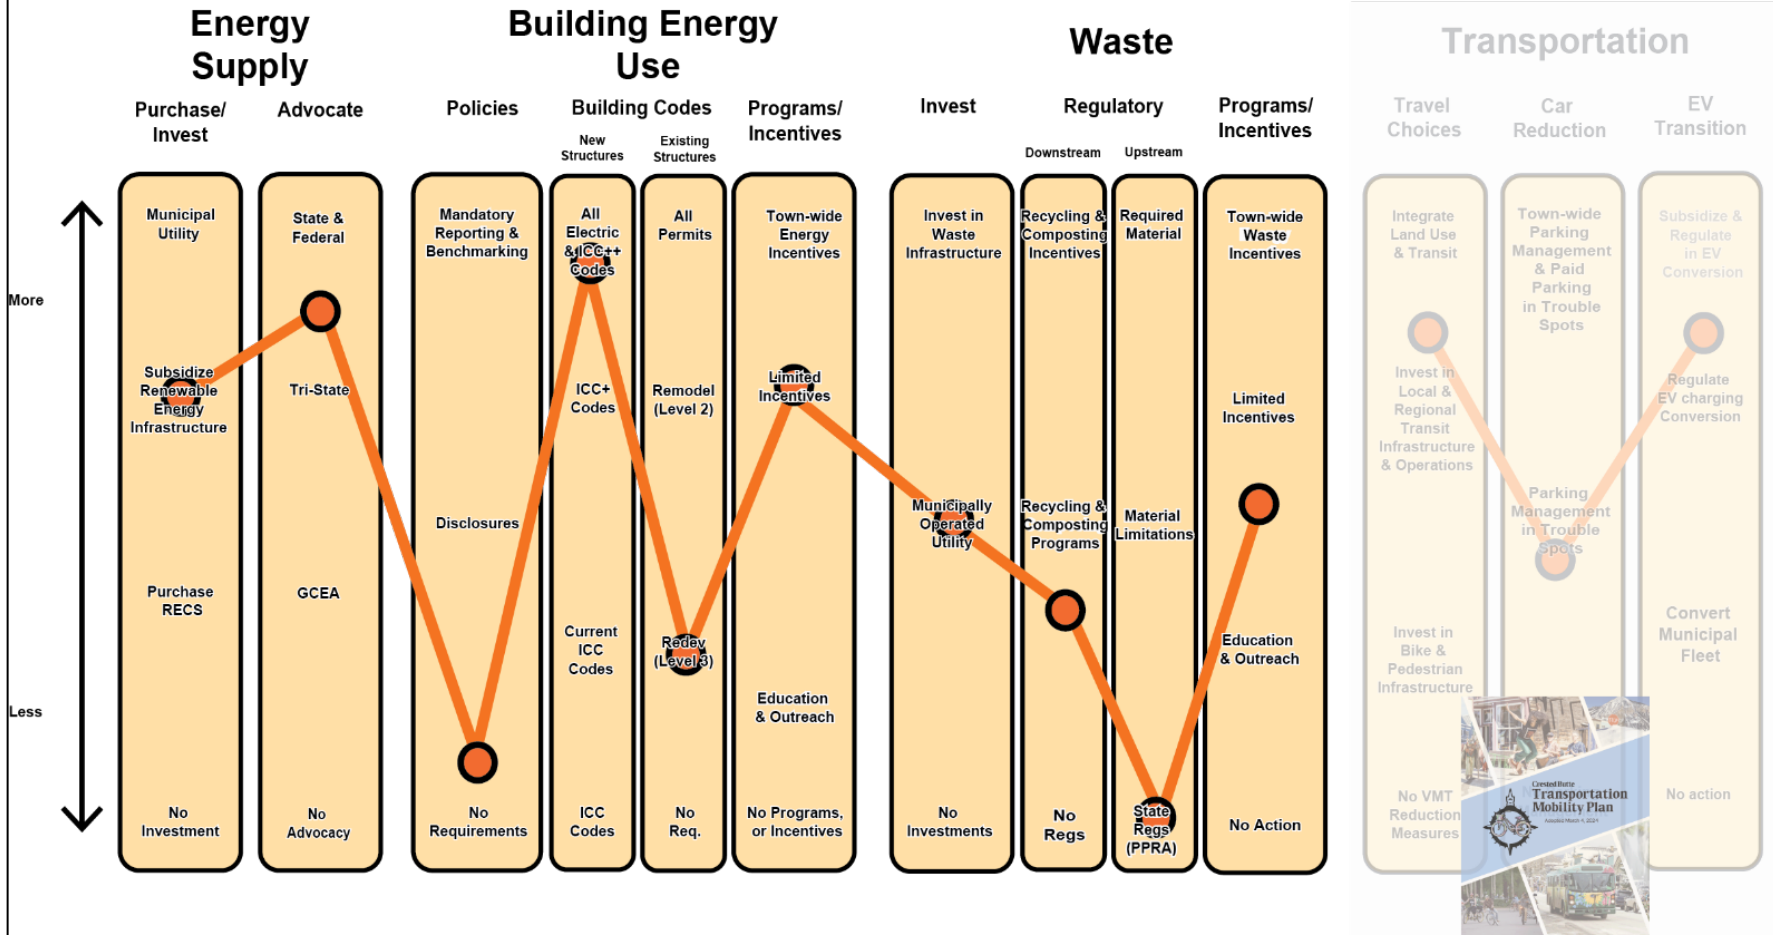 Energy
Supply
Building Energy
Use
Waste
Transportation
Purchase/
Invest
Advocate
Policies
Building Codes
New
Structures
Existing
Structures
Programs/
Incentives
Invest
Regulatory
Downstream
Upstream
Programs/
Incentives
Travel
Choices
Car
Reduction
EV
Transition
More
Less
Municipal
Utility
Subsidize
Renewable
Energy
Infrastructure
Purchase
RECS
No
Investment
State &
Federal
Tri-State
GCEA
No
Advocacy
Mandatory
Reporting &
Benchmarking
Disclosures
No
Requirements
All
Electric
& ICC++
Codes
ICC+
Codes
Current
ICC
Codes
ICC
Codes
All
Permits
Remodel
(Level 2)
Redev
(Level 3)
No
Req.
Town-wide
Energy
Incentives
Limited
Incentives
Education
& Outreach
No Programs,
or Incentives
Invest in
Waste
Infrastructure
Municipally
Operated
Utility
No
Investments
Recycling &
Composting
Incentives
Recycling &
Composting
Programs
No
Regs
Required
Material
Material
Limitations
State
Regs
(PPRA)
Town-wide
Waste
Incentives
Limited
Incentives
Education
& Outreach
No Action
Integrate
Land Use
& Transit
Invest in
Local &
Regional
Transit
Infrastructure
& Operations
Invest in
Bike &
Pedestrian
Infrastructure
No VMT
Reduction
Measures
Town-wide
Parking
Management
& Paid
Parking
in Trouble
Spots
Parking
Management
in Trouble
Spots
Subsidize &
Regulate
in EV
Conversion
Regulate
EV charging
Conversion
Convert
Municipal
Fleet
No action
Crested Butte
Transportation
Mobility Plan
Adopted March 4, 2024